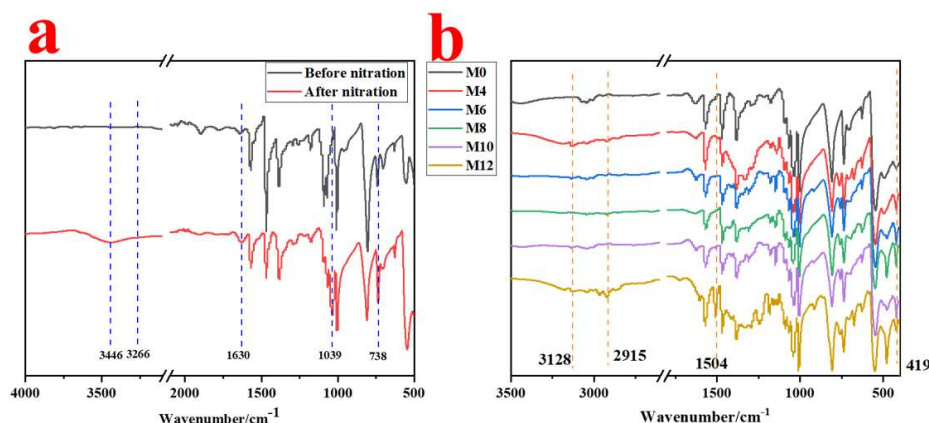 a
Before nitration
After nitration
3446
3266
1630
1039
738
4000
3500
2000
1500
1000
500
Wavenumber/cm-1
b
M0
M4
M6
M8
M10
M12
3128
2915
1504
419
3500
3000
1500
1000
500
Wavenumber/cm-1